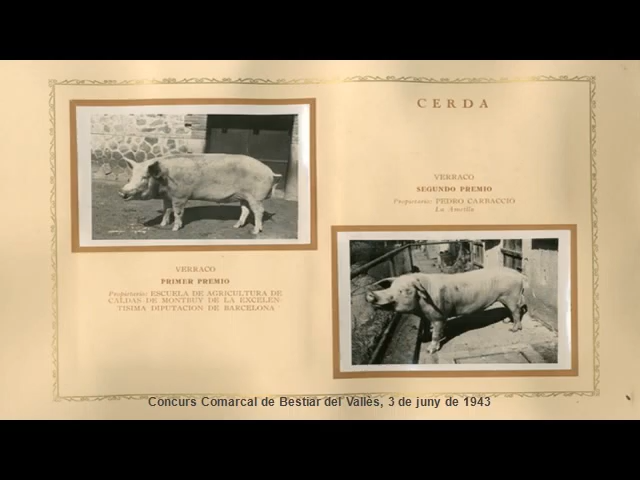 CERDA
VERRACO
SEGUNDO PREMIO
Propietario: PEDRO CARBACCIO
La Ametlla
VERRACO
PRIMER PREMIO
Propietario: ESCUELA DE AGRICULTURA DE
CALDAS DE MONTBUY DE LA EXCELEN-
TISIMA DIPUTACION DE BARCELONA
Concurs Comarcal de Bestiar del Vallès, 3 de juny de 1943